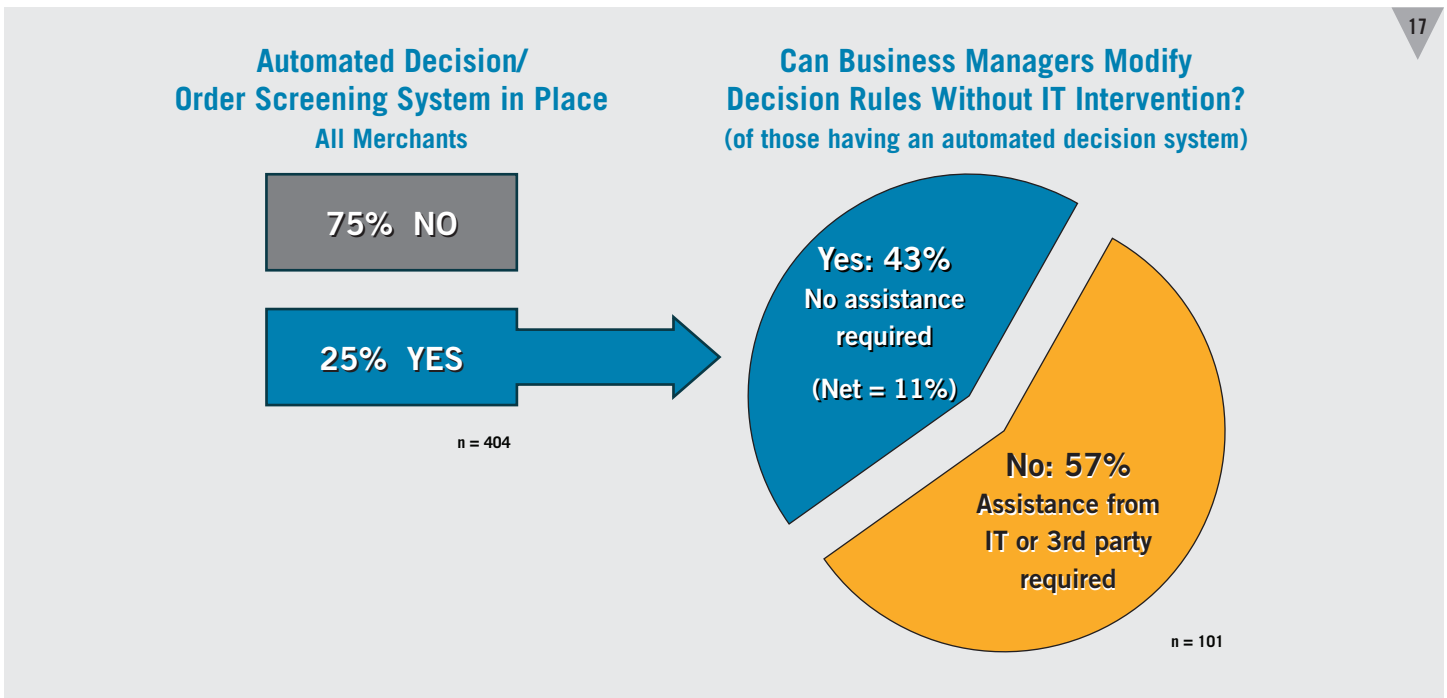 17
Automated Decision/
Order Screening System in Place
All Merchants
75% NO
25% YES
n = 404
Can Business Managers Modify
Decision Rules Without IT Intervention?
(of those having an automated decision system)
Yes: 43%
No assistance
required
(Net = 11%)
No: 57%
Assistance from
IT or 3rd party
required
n = 101